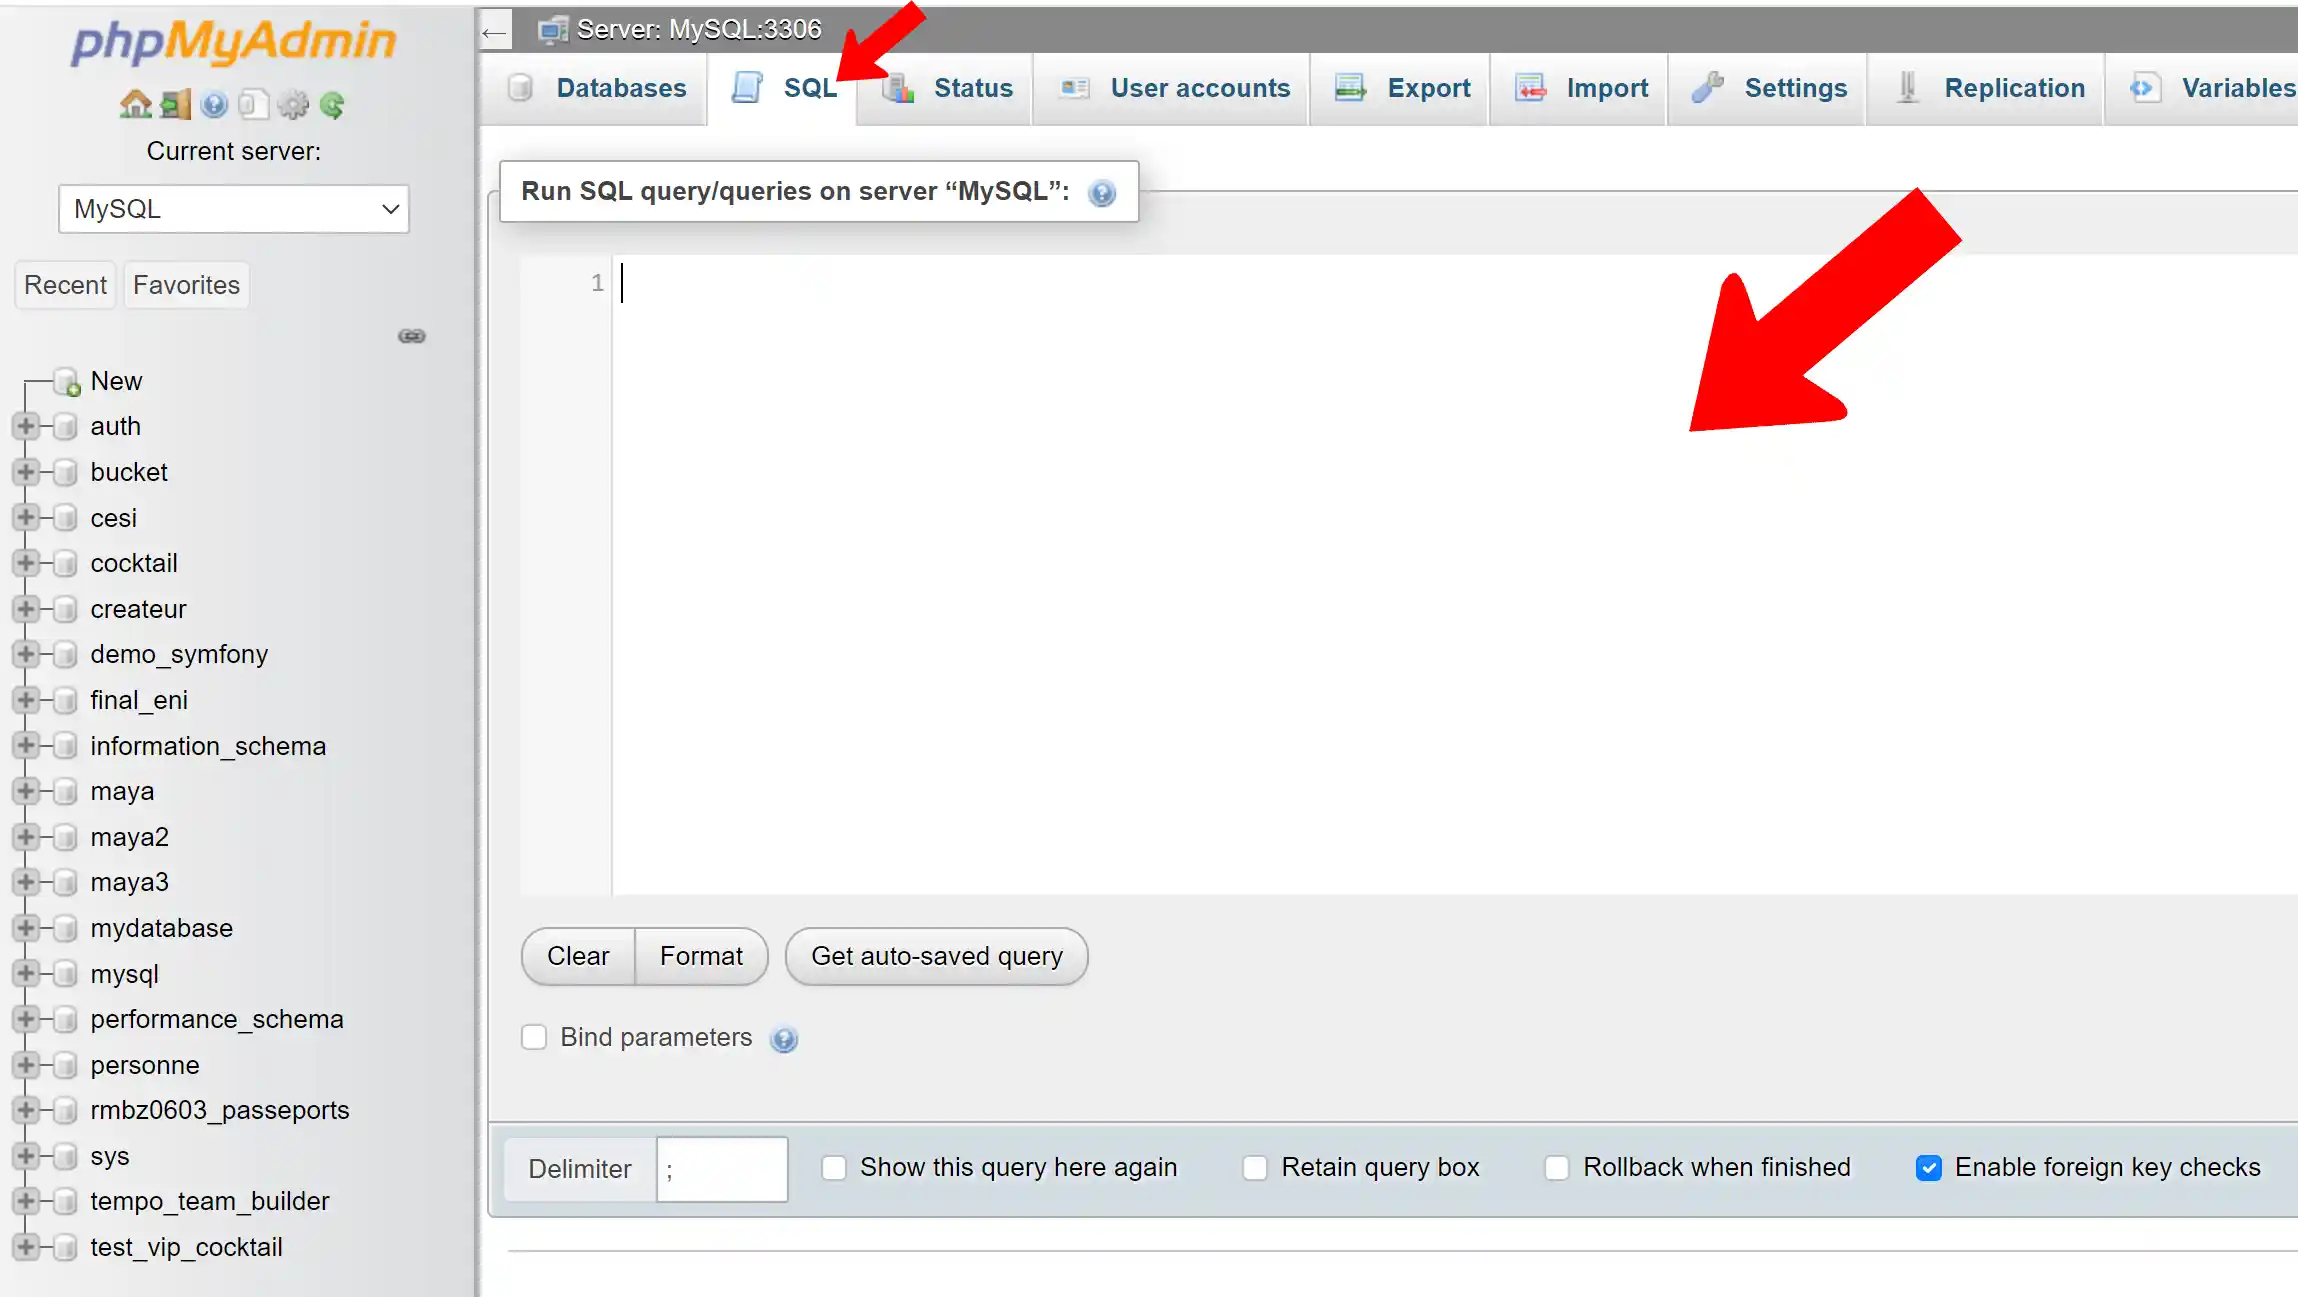 phpMyAdmin
Current server:
MySQL
Recent Favorites
New
auth
bucket
cesi
cocktail
createur
demo_symfony
final_eni
information_schema
maya
maya2
maya3
mydatabase
mysql
performance_schema
personne
rmbz0603_passeports
sys
tempo_team_builder
test_vip_cocktail
← Server: MySQL:3306
Databases SQL Status User accounts Export Import Settings Replication Variables
Run SQL query/queries on server “MySQL”:
1
Clear Format Get auto-saved query
Bind parameters
Delimiter ; Show this query here again Retain query box Rollback when finished Enable foreign key checks